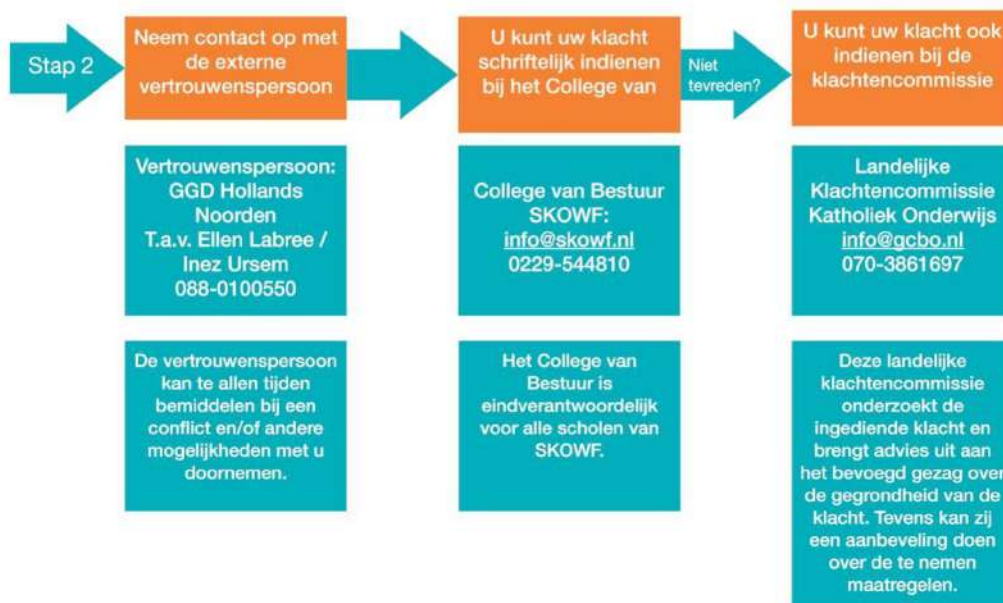 Stap 2
Neem contact op met
de externe
vertrouwenspersoon
U kunt uw klacht
schriftelijk indienen
bij het College van
Niet
tevreden?
U kunt uw klacht ook
indienen bij de
klachtencommissie
Vertrouwenspersoon:
GGD Hollands
Noorden
T.a.v. Ellen Labree /
Inez Ursem
088-0100550
College van Bestuur
SKOWF:
info@skowf.nl
0229-544810
Landelijke
Klachtencommissie
Katholiek Onderwijs
info@gcbo.nl
070-3861697
De vertrouwenspersoon
kan te allen tijden
bemiddelen bij een
conflict en/of andere
mogelijkheden met u
doornemen.
Het College van
Bestuur is
eindverantwoordelijk
voor alle scholen van
SKOWF.
Deze landelijke
klachtencommissie
onderzoekt de
ingediende klacht en
brengt advies uit aan
het bevoegd gezag over
de gegrondheid van de
klacht. Tevens kan zij
een aanbeveling doen
over de te nemen
maatregelen.